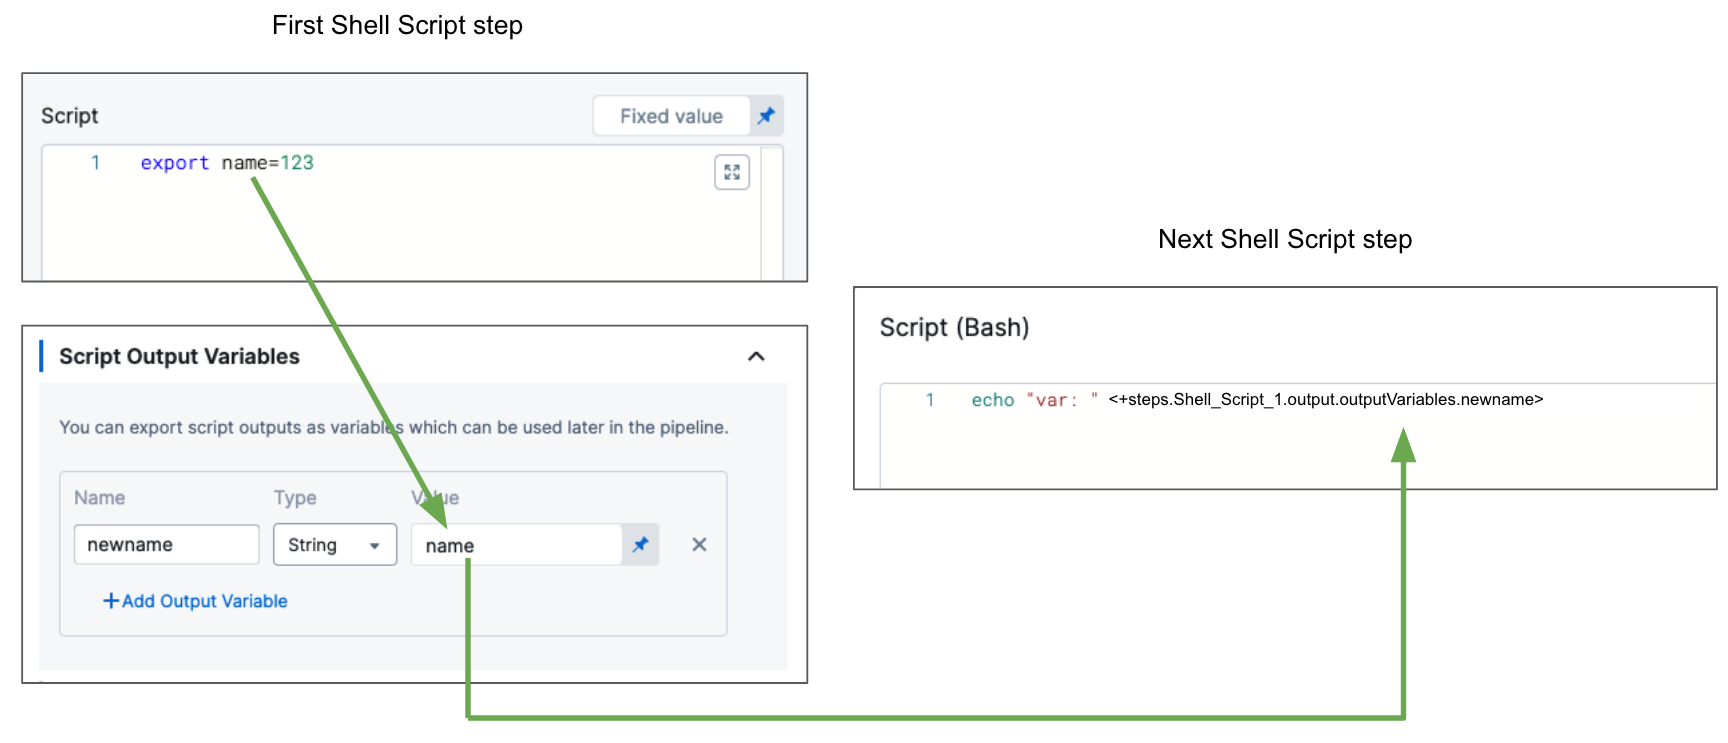 First Shell Script step
Script
Fixed value
1 export name=123
Script Output Variables
You can export script outputs as variables which can be used later in the pipeline.
Name Type Value
newname String name
+Add Output Variable
Next Shell Script step
Script (Bash)
1 echo "var: " <+steps.Shell_Script_1.output.outputVariables.newname>